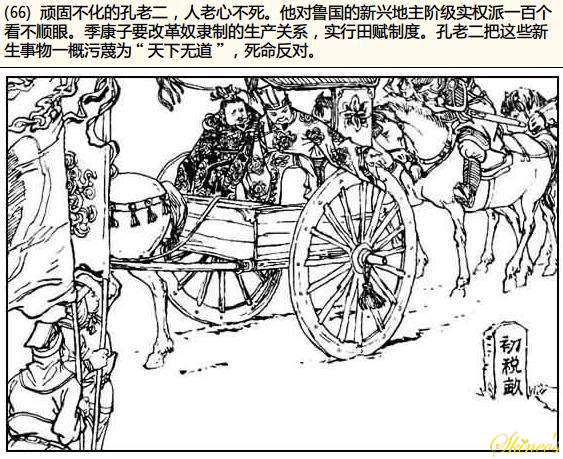 (66) 顽固不化的孔老二，人老心不死。他对鲁国的新兴地主阶级实权派一百个
看不顺眼。季康子要改革奴隶制的生产关系，实行田赋制度。孔老二把这些新
生事物一概污蔑为“天下无道”，死命反对。
初税畝
Skineo's